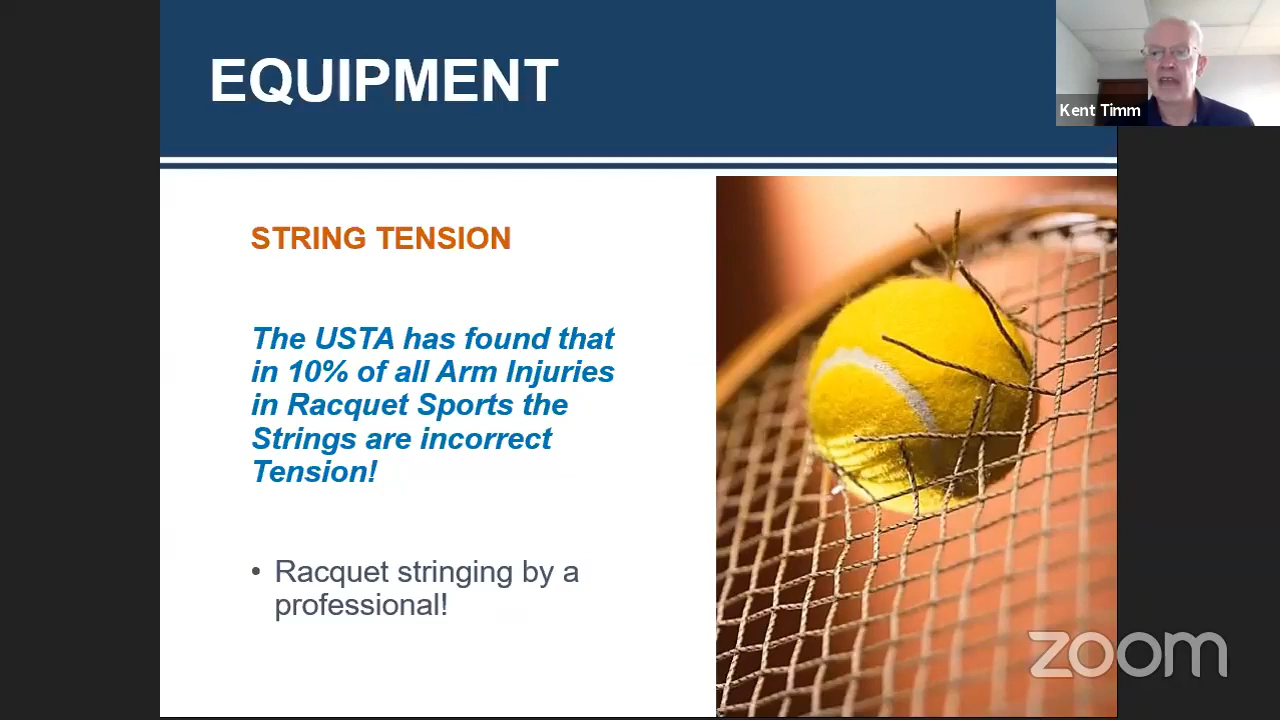 EQUIPMENT
Kent Timm
STRING TENSION
The USTA has found that
in 10% of all Arm Injuries
in Racquet Sports the
Strings are incorrect
Tension!
• Racquet stringing by a
professional!
zoom